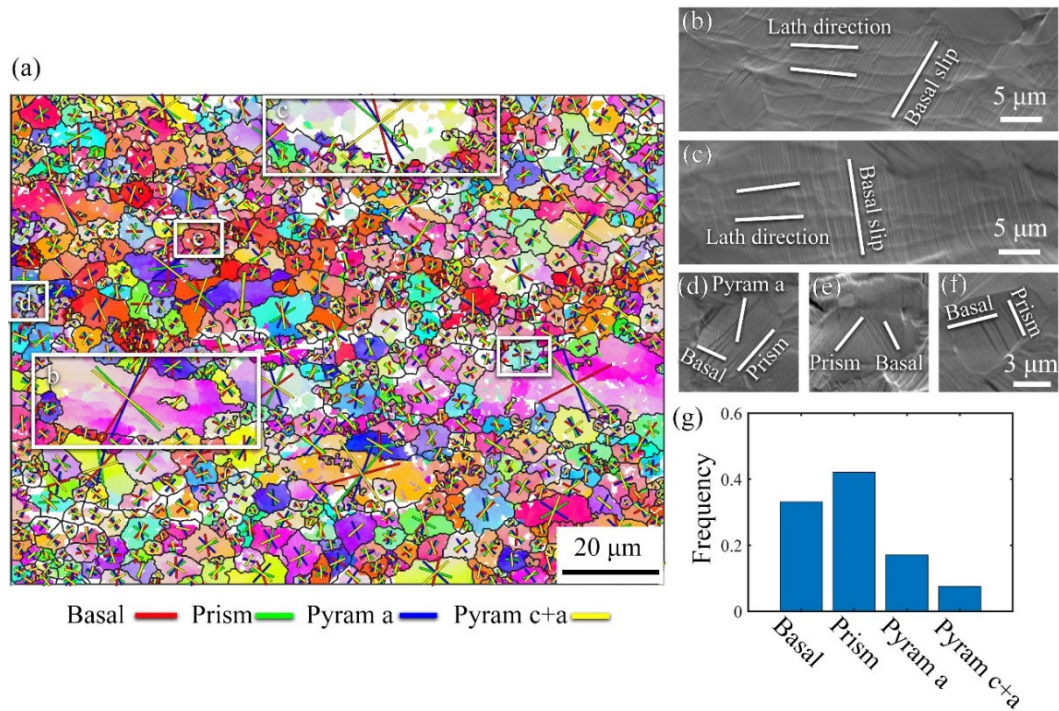 (a)
c
e
d
b
f
20 μm
Basal Prism Pyram a Pyram c+a
(b)
Lath direction
Basal slip
5 μm
(c)
Lath direction
Basal slip
5 μm
(d)
Pyram a
Basal
Prism
(e)
Prism
Basal
(f)
Basal
Prism
3 μm
(g)
Frequency
0.6
0.4
0.2
0
Basal
Prism
Pyram a
Pyram c+a